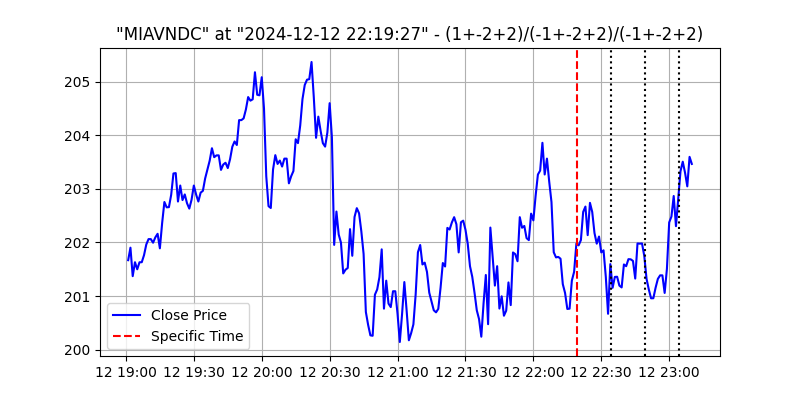 "MIAVNDC" at "2024-12-12 22:19:27" - (1+-2+2)/(-1+-2+2)/(-1+-2+2)
205
204
203
202
201
200
Close Price
Specific Time
12 19:00 12 19:30 12 20:00 12 20:30 12 21:00 12 21:30 12 22:00 12 22:30 12 23:00